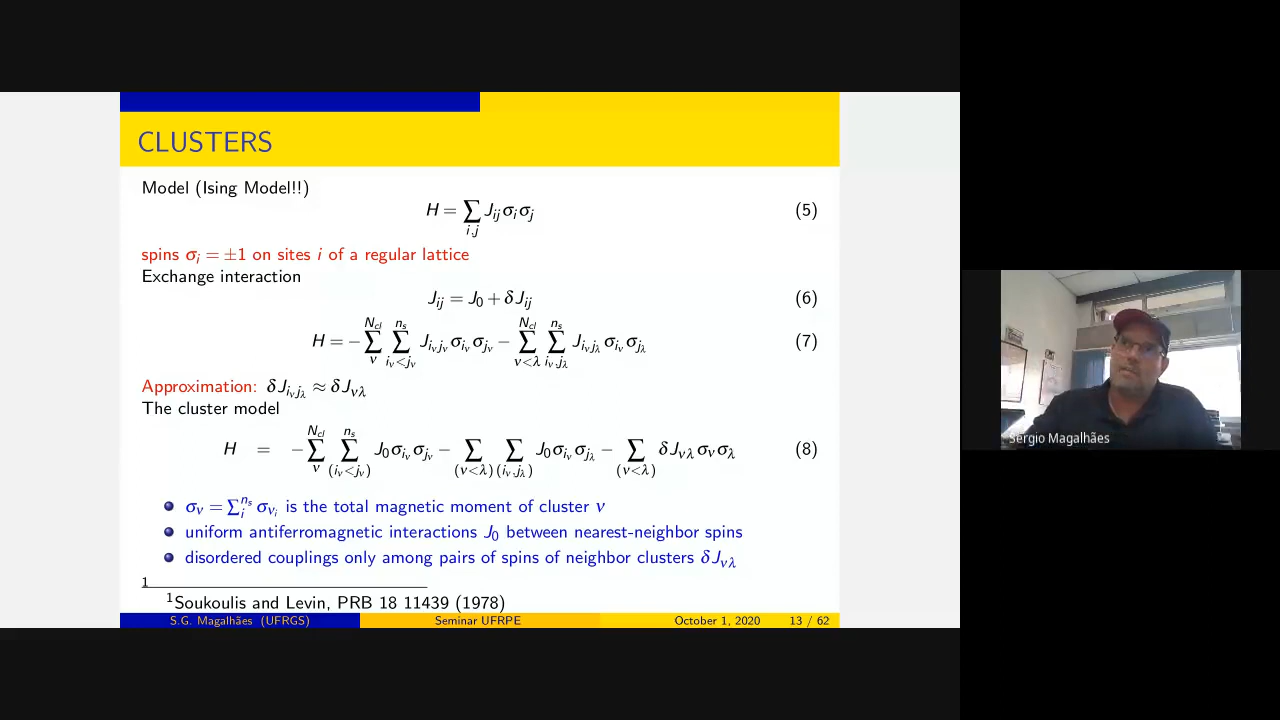 CLUSTERS
Model (Ising Model!!)
H = ∑_{i,j} J_{ij} σ_i σ_j (5)
spins σ_i = ±1 on sites i of a regular lattice
Exchange interaction
J_{ij} = J_0 + δJ_{ij} (6)
H = − ∑_{ν}^{N_{cl}} ∑_{i_ν<j_ν}^{n_s} J_{i_ν j_ν} σ_{i_ν} σ_{j_ν} − ∑_{ν<λ}^{N_{cl}} ∑_{i_ν,j_λ}^{n_s} J_{i_ν j_λ} σ_{i_ν} σ_{j_λ} (7)
Approximation: δJ_{i_ν j_λ} ≈ δJ_{νλ}
The cluster model
H = − ∑_{ν}^{N_{cl}} ∑_{(i_ν<j_ν)}^{n_s} J_0 σ_{i_ν} σ_{j_ν} − ∑_{(ν<λ)} ∑_{(i_ν,j_λ)} J_0 σ_{i_ν} σ_{j_λ} − ∑_{(ν<λ)} δJ_{νλ} σ_ν σ_λ (8)
σ_ν = ∑_i^{n_s} σ_{ν_i} is the total magnetic moment of cluster ν
uniform antiferromagnetic interactions J_0 between nearest-neighbor spins
disordered couplings only among pairs of spins of neighbor clusters δJ_{νλ}
1
1Soukoulis and Levin, PRB 18 11439 (1978)
S.G. Magalhães (UFRGS) Seminar UFRPE October 1, 2020 13 / 62
Sérgio Magalhães